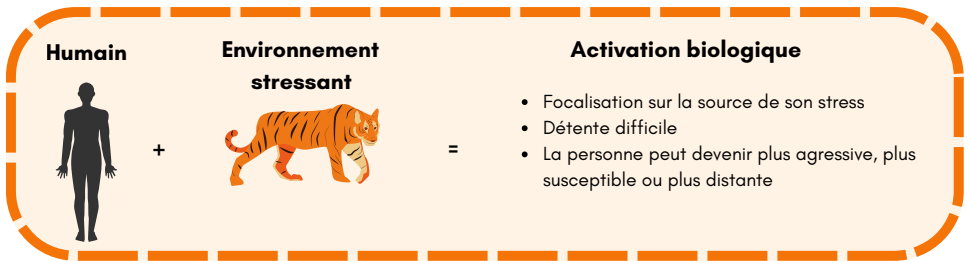 Humain
+
Environnement
stressant
=
Activation biologique
• Focalisation sur la source de son stress
• Détente difficile
• La personne peut devenir plus agressive, plus
susceptible ou plus distante